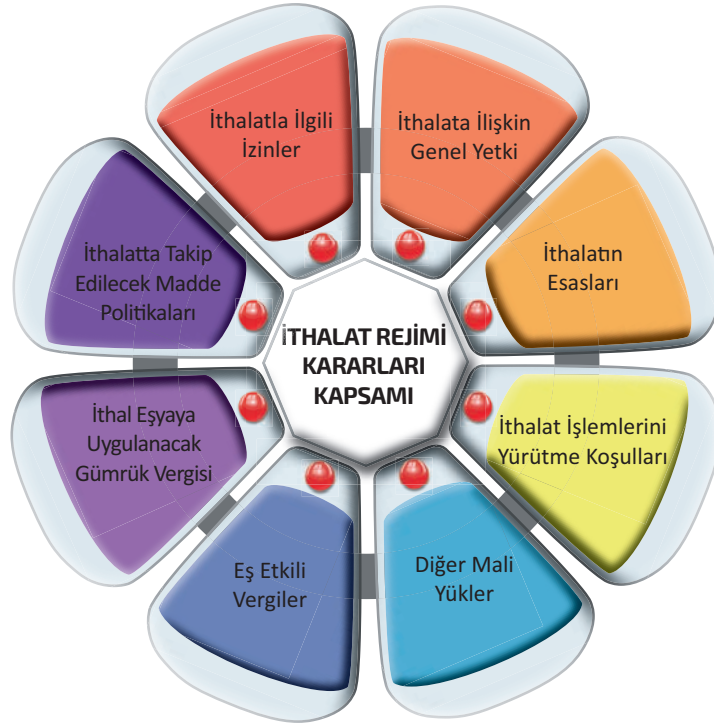 İTHALAT REJİMİ
KARARLARI
KAPSAMI
İthalata İlişkin
Genel Yetki
İthalatın
Esasları
İthalat İşlemlerini
Yürütme Koşulları
Diğer Mali
Yükler
Eş Etkili
Vergiler
İthal Eşyaya
Uygulanacak
Gümrük Vergisi
İthalatta Takip
Edilecek Madde
Politikaları
İthalatla İlgili
İzinler